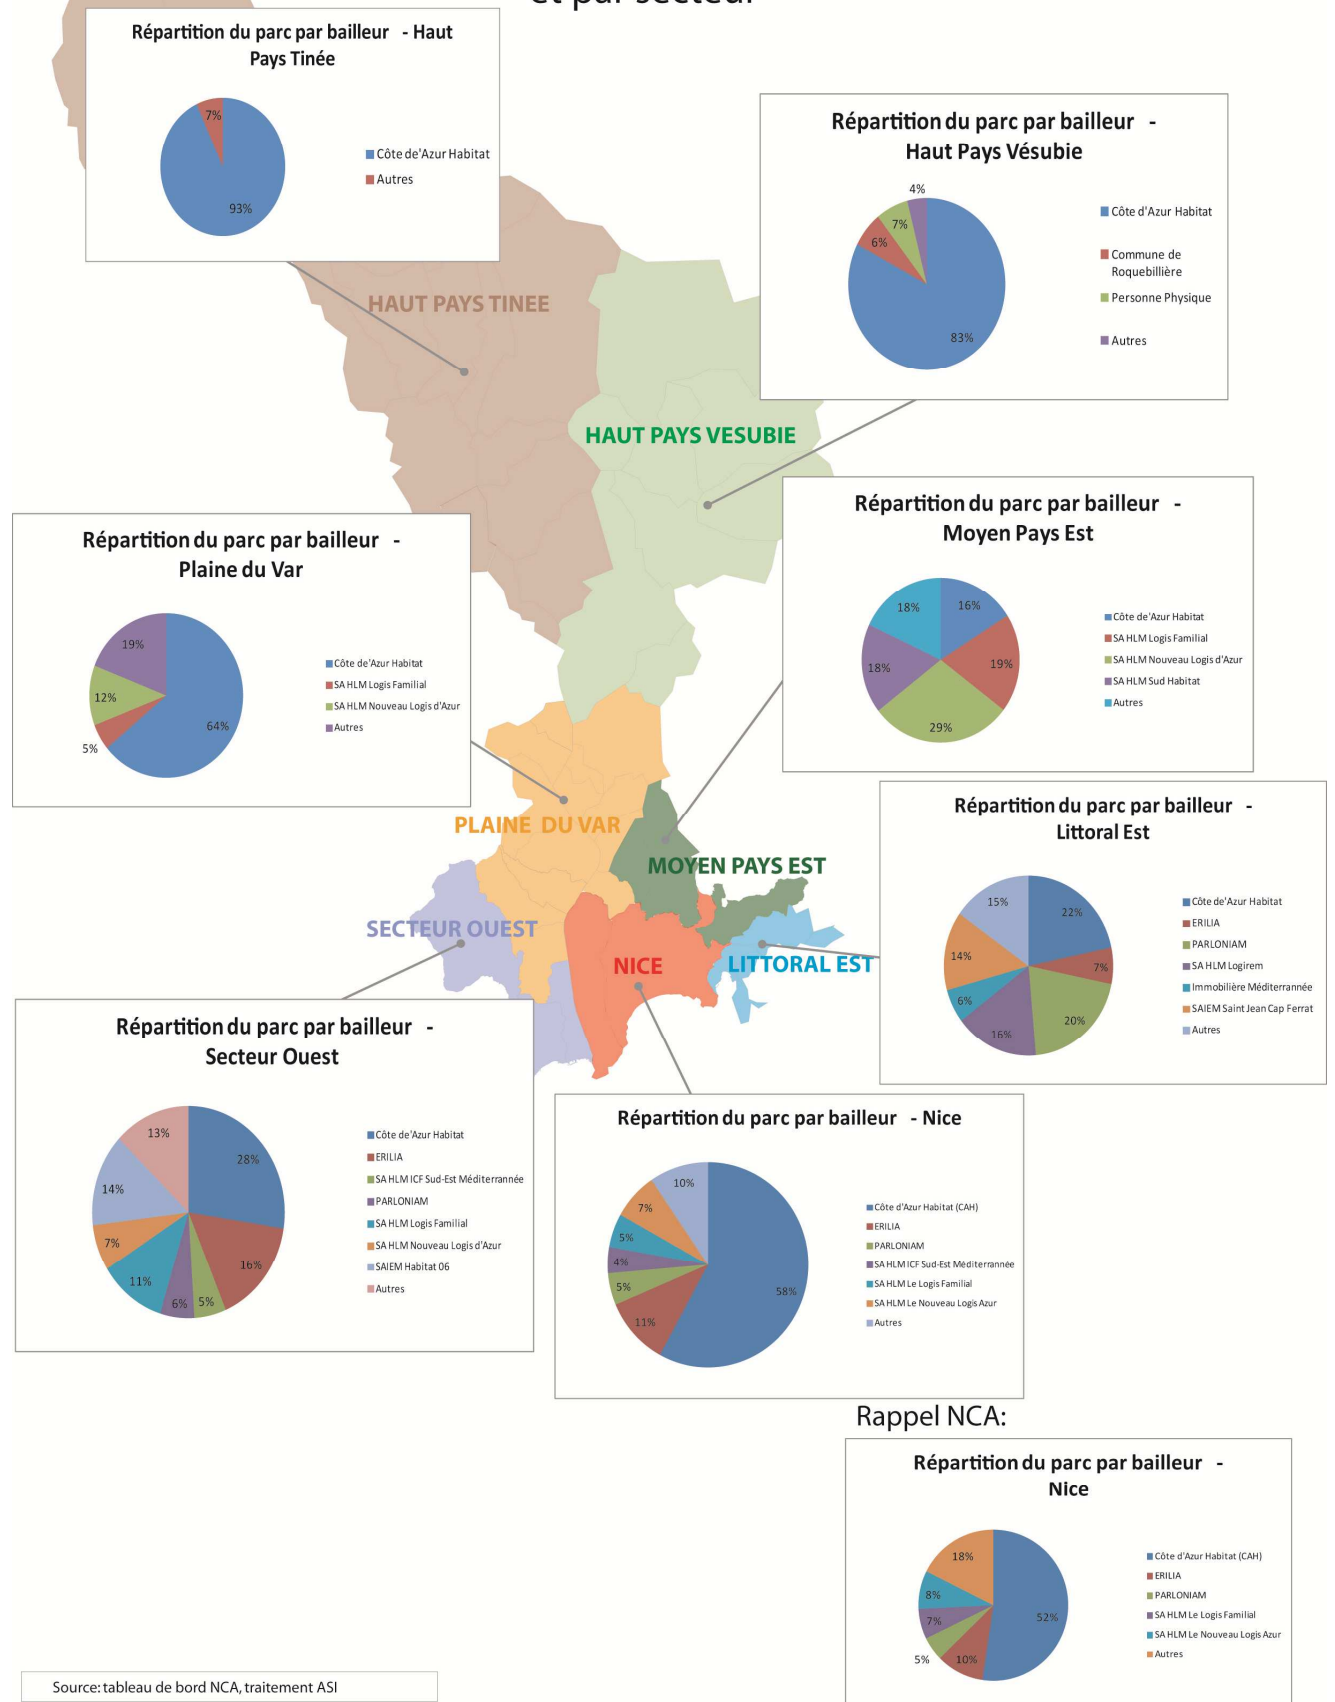 et par secteur
Répartition du parc par bailleur - Haut
Pays Tinée
7%
93%
Côte de'Azur Habitat
Autres
Répartition du parc par bailleur -
Haut Pays Vésubie
4%
7%
6%
83%
Côte d'Azur Habitat
Commune de
Roquebillière
Personne Physique
Autres
HAUT PAYS TINEE
HAUT PAYS VESUBIE
Répartition du parc par bailleur -
Moyen Pays Est
18%
16%
18%
19%
29%
Côte de'Azur Habitat
SA HLM Logis Familial
SA HLM Nouveau Logis d'Azur
SA HLM Sud Habitat
Autres
Répartition du parc par bailleur -
Plaine du Var
19%
12%
64%
5%
Côte de'Azur Habitat
SA HLM Logis Familial
SA HLM Nouveau Logis d'Azur
Autres
PLAINE DU VAR
MOYEN PAYS EST
SECTEUR OUEST
NICE
LITTORAL EST
Répartition du parc par bailleur -
Littoral Est
15%
22%
14%
7%
6%
20%
16%
Côte de'Azur Habitat
ERILIA
PARLONIAM
SA HLM Logirem
Immobilière Méditerrannée
SAIEM Saint Jean Cap Ferrat
Autres
Répartition du parc par bailleur -
Secteur Ouest
13%
28%
14%
7%
16%
11%
6%
5%
Côte de'Azur Habitat
ERILIA
SA HLM ICF Sud-Est Méditerrannée
PARLONIAM
SA HLM Logis Familial
SA HLM Nouveau Logis d'Azur
SAIEM Habitat 06
Autres
Répartition du parc par bailleur - Nice
10%
7%
5%
4%
5%
11%
58%
Côte d'Azur Habitat (CAH)
ERILIA
PARLONIAM
SA HLM ICF Sud-Est Méditerrannée
SA HLM Le Logis Familial
SA HLM Le Nouveau Logis Azur
Autres
Rappel NCA:
Répartition du parc par bailleur -
Nice
18%
8%
7%
5%
10%
52%
Côte d'Azur Habitat (CAH)
ERILIA
PARLONIAM
SA HLM Le Logis Familial
SA HLM Le Nouveau Logis Azur
Autres
Source: tableau de bord NCA, traitement ASI